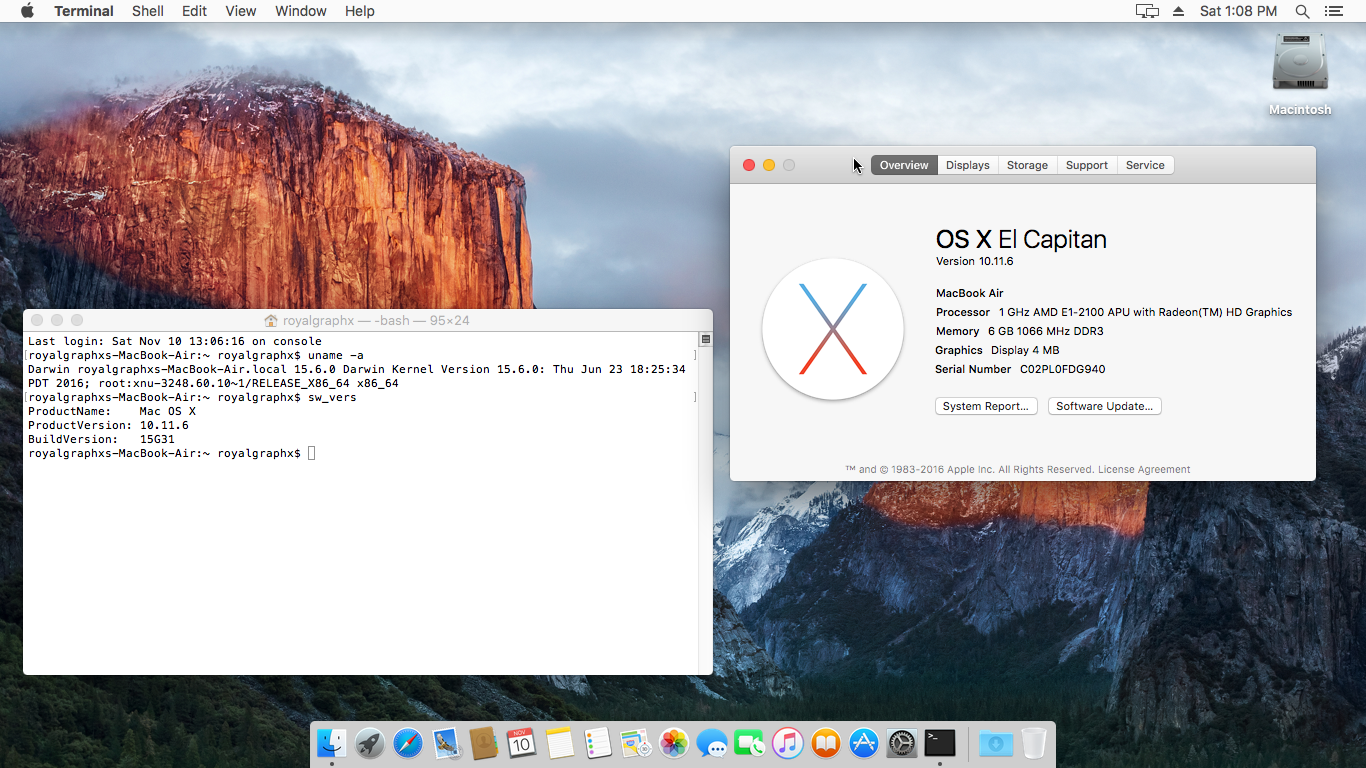 Terminal Shell Edit View Window Help Sat 1:08 PM
Macintosh
Overview Displays Storage Support Service
OS X El Capitan
Version 10.11.6
MacBook Air
Processor 1 GHz AMD E1-2100 APU with Radeon(TM) HD Graphics
Memory 6 GB 1066 MHz DDR3
Graphics Display 4 MB
Serial Number C02PL0FDG940
System Report... Software Update...
™ and © 1983-2016 Apple Inc. All Rights Reserved. License Agreement
royalgraphx — -bash — 95×24
Last login: Sat Nov 10 13:06:16 on console
[royalgraphxs-MacBook-Air:~ royalgraphx$ uname -a ]
Darwin royalgraphxs-MacBook-Air.local 15.6.0 Darwin Kernel Version 15.6.0: Thu Jun 23 18:25:34
PDT 2016; root:xnu-3248.60.10~1/RELEASE_X86_64 x86_64
[royalgraphxs-MacBook-Air:~ royalgraphx$ sw_vers ]
ProductName: Mac OS X
ProductVersion: 10.11.6
BuildVersion: 15G31
royalgraphxs-MacBook-Air:~ royalgraphx$
NOV
10
>_